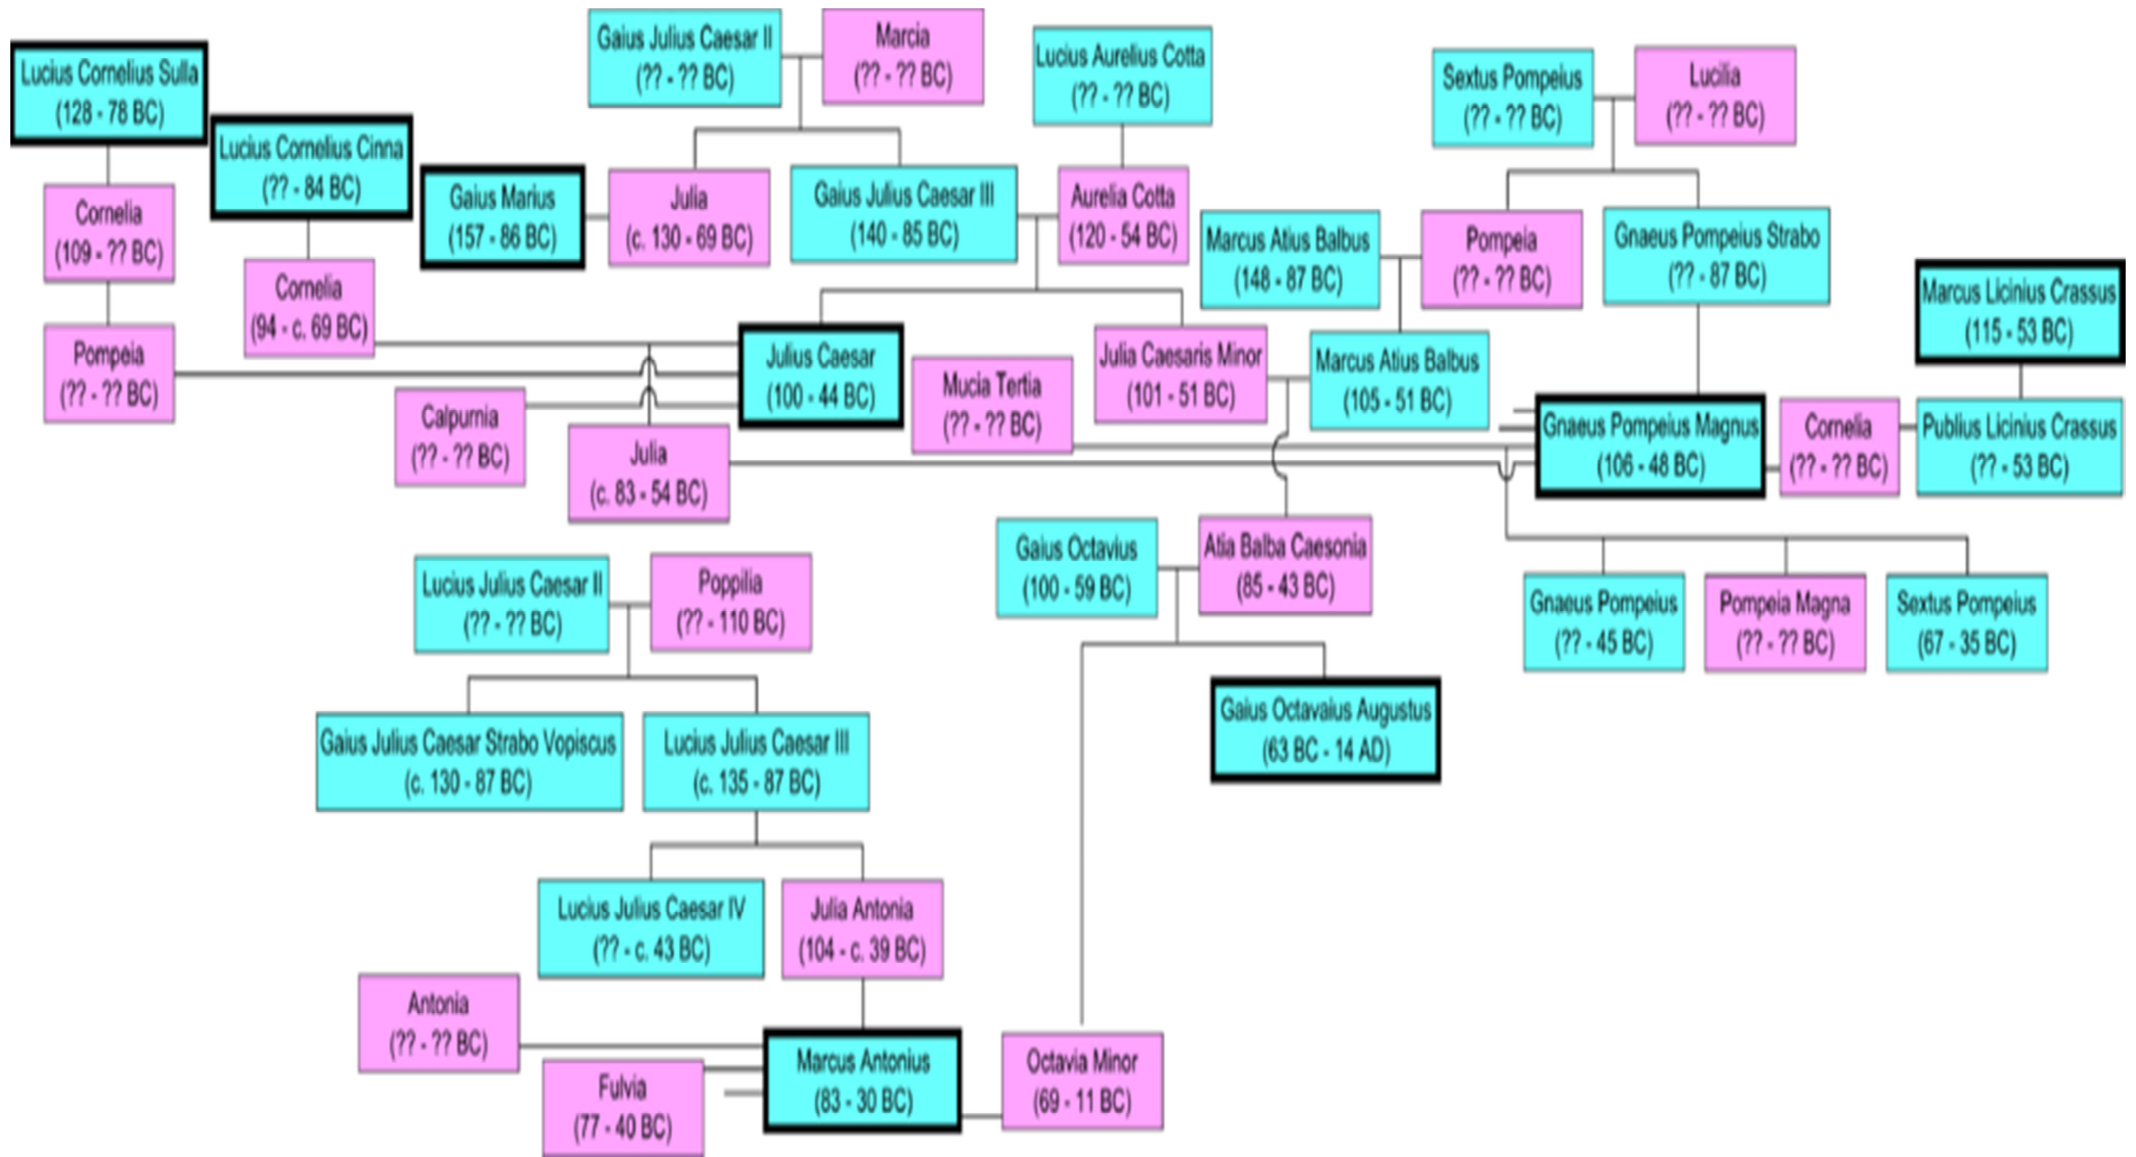 Gaius Julius Caesar II
(?? - ?? BC)
Marcia
(?? - ?? BC)
Lucius Aurelius Cotta
(?? - ?? BC)
Lucius Cornelius Sulla
(128 - 78 BC)
Sextus Pompeius
(?? - ?? BC)
Lucilia
(?? - ?? BC)
Lucius Cornelius Cinna
(?? - 84 BC)
Cornelia
(109 - ?? BC)
Gaius Marius
(157 - 86 BC)
Julia
(c. 130 - 69 BC)
Gaius Julius Caesar III
(140 - 85 BC)
Aurelia Cotta
(120 - 54 BC)
Marcus Atius Balbus
(148 - 87 BC)
Pompeia
(?? - ?? BC)
Gnaeus Pompeius Strabo
(?? - 87 BC)
Cornelia
(94 - c. 69 BC)
Marcus Licinius Crassus
(115 - 53 BC)
Pompeia
(?? - ?? BC)
Julius Caesar
(100 - 44 BC)
Julia Caesaris Minor
(101 - 51 BC)
Marcus Atius Balbus
(105 - 51 BC)
Mucia Tertia
(?? - ?? BC)
Calpurnia
(?? - ?? BC)
Gnaeus Pompeius Magnus
(106 - 48 BC)
Cornelia
(?? - ?? BC)
Publius Licinius Crassus
(?? - 53 BC)
Julia
(c. 83 - 54 BC)
Gaius Octavius
(100 - 59 BC)
Atia Balba Caesonia
(85 - 43 BC)
Lucius Julius Caesar II
(?? - ?? BC)
Poppilia
(?? - 110 BC)
Gnaeus Pompeius
(?? - 45 BC)
Pompeia Magna
(?? - ?? BC)
Sextus Pompeius
(67 - 35 BC)
Gaius Octavaius Augustus
(63 BC - 14 AD)
Gaius Julius Caesar Strabo Vopiscus
(c. 130 - 87 BC)
Lucius Julius Caesar III
(c. 135 - 87 BC)
Lucius Julius Caesar IV
(?? - c. 43 BC)
Julia Antonia
(104 - c. 39 BC)
Antonia
(?? - ?? BC)
Fulvia
(77 - 40 BC)
Marcus Antonius
(83 - 30 BC)
Octavia Minor
(69 - 11 BC)